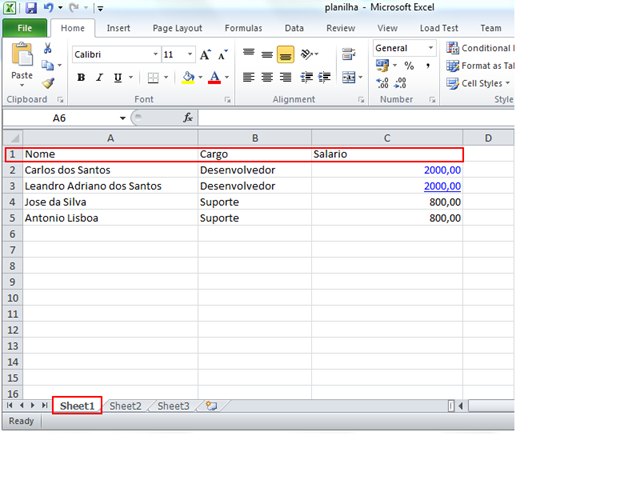 planilha - Microsoft Excel
File Home Insert Page Layout Formulas Data Review View Load Test Team
Calibri 11 A A General Conditional
Paste B I U A % , Format as Tal
Cell Styles
Clipboard Font Alignment Number Style
A6 fx
A B C D
1 Nome Cargo Salario
2 Carlos dos Santos Desenvolvedor 2000,00
3 Leandro Adriano dos Santos Desenvolvedor 2000,00
4 Jose da Silva Suporte 800,00
5 Antonio Lisboa Suporte 800,00
6
7
8
9
10
11
12
13
14
15
16
Sheet1 Sheet2 Sheet3
Ready